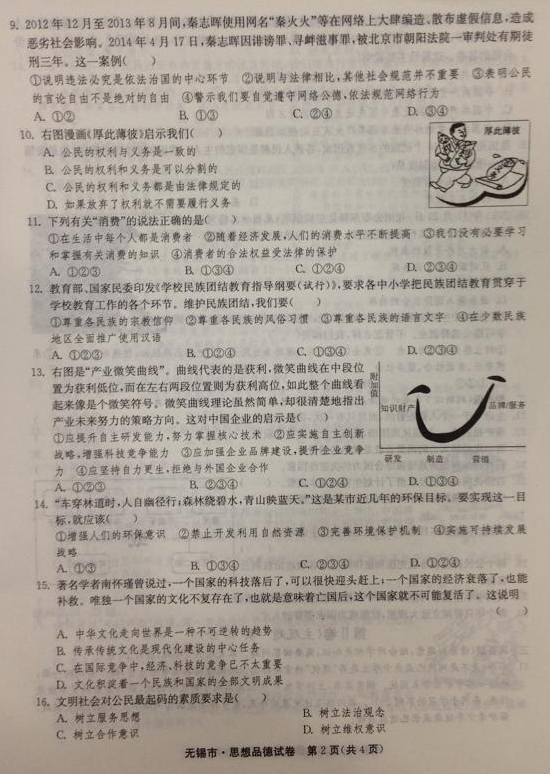 9. 2012年12月至2013年8月间,秦志晖使用网名“秦火火”等在网络上大肆编造、散布虚假信息,造成
恶劣社会影响。2014年4月17日,秦志晖因诽谤罪、寻衅滋事罪,被北京市朝阳法院一审判处有期徒
刑三年。这一案例(　　)
①说明违法必究是依法治国的中心环节　②说明与法律相比,其他社会规范并不重要　③表明公民
的言论自由不是绝对的自由　④警示我们要自觉遵守网络公德,依法规范网络行为
A. ①②　B. ①③　C. ②④　D. ③④
10. 右图漫画《厚此薄彼》启示我们(　　)
A. 公民的权利与义务是一致的
B. 公民的权利和义务是可以分割的
C. 公民的权利和义务都是由法律规定的
D. 如果放弃了权利就不需要履行义务
厚此薄彼
11. 下列有关“消费”的说法正确的是(　　)
①在生活中每个人都是消费者　②随着经济发展,人们的消费水平不断提高　③我们没有必要学习
和掌握有关消费的知识　④消费者的合法权益受法律的保护
A. ①②③　B. ①③④　C. ①②④　D. ②③④
12. 教育部、国家民委印发《学校民族团结教育指导纲要(试行)》,要求各中小学把民族团结教育贯穿于
学校教育工作的各个环节。维护民族团结,我们要(　　)
①尊重各民族的宗教信仰　②尊重各民族的风俗习惯　③尊重各民族的语言文字　④在少数民族
地区全面推广使用汉语
A. ①②③　B. ①②④　C. ①③④　D. ②③④
13. 右图是“产业微笑曲线”。曲线代表的是获利,微笑曲线在中段位
置为获利低位,而在左右两段位置则为获利高位,如此整个曲线看
起来像是个微笑符号。微笑曲线理论虽然简单,却很清楚地指出
产业未来努力的策略方向。这对中国企业的启示是(　　)
①应提升自主研发能力,努力掌握核心技术　②应实施自主创新
战略,增强科技竞争能力　③应加强企业品牌建设,提升企业竞争
力　④应坚持自力更生,拒绝与外国企业合作
A. ①②③　B. ②③④　C. ①②④　D. ①③④
附加值
知识财产
品牌/服务
研发　制造　营销
14. “车穿林道时,人自幽径行;森林绕碧水,青山映蓝天。”这是某市近几年的环保目标。要实现这一目
标,就应该(　　)
①增强人们的环保意识　②禁止开发利用自然资源　③完善环境保护机制　④实施可持续发展
战略
A. ①③　B. ①③④　C. ②③④　D. ①②④
15. 著名学者南怀瑾曾说过,一个国家的科技落后了,可以很快迎头赶上;一个国家的经济衰落了,也能
补救。唯独一个国家的文化不复存在了,也就是意味着亡国后,这个国家就不可能复活了。这说明
(　　)
A. 中华文化走向世界是一种不可逆转的趋势
B. 传承传统文化是现代化建设的中心任务
C. 在国际竞争中,经济、科技的竞争已不太重要
D. 文化积淀着一个民族和国家的全部文明成果
16. 文明社会对公民最起码的素质要求是(　　)
A. 树立服务思想　B. 树立法治观念
C. 树立合作意识　D. 树立维权意识
无锡市·思想品德试卷　第2页(共4页)